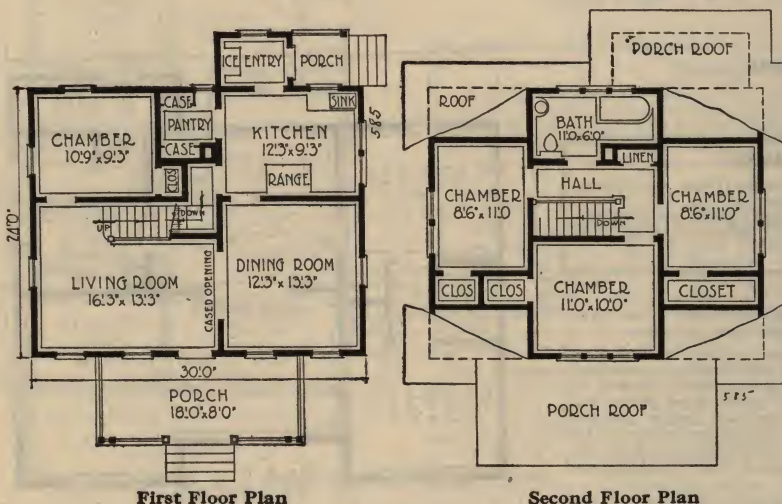 ICE
ENTRY
PORCH
CASE
PANTRY
CASE
SINK
585
CHAMBER
10'9"x9'3"
KITCHEN
12'3"x9'3"
RANGE
CLOS
DOWN
UP
24'0"
LIVING ROOM
16'3"x13'3"
CASED OPENING
DINING ROOM
12'3"x13'3"
30'0"
PORCH
18'0"x8'0"
First Floor Plan
PORCH ROOF
ROOF
BATH
11'0"x6'0"
LINEN
HALL
CHAMBER
8'6"x11'0
DOWN
CHAMBER
8'6"x11'0"
CLOS
CLOS
CHAMBER
11'0"x10'0"
CLOSET
585
PORCH ROOF
Second Floor Plan